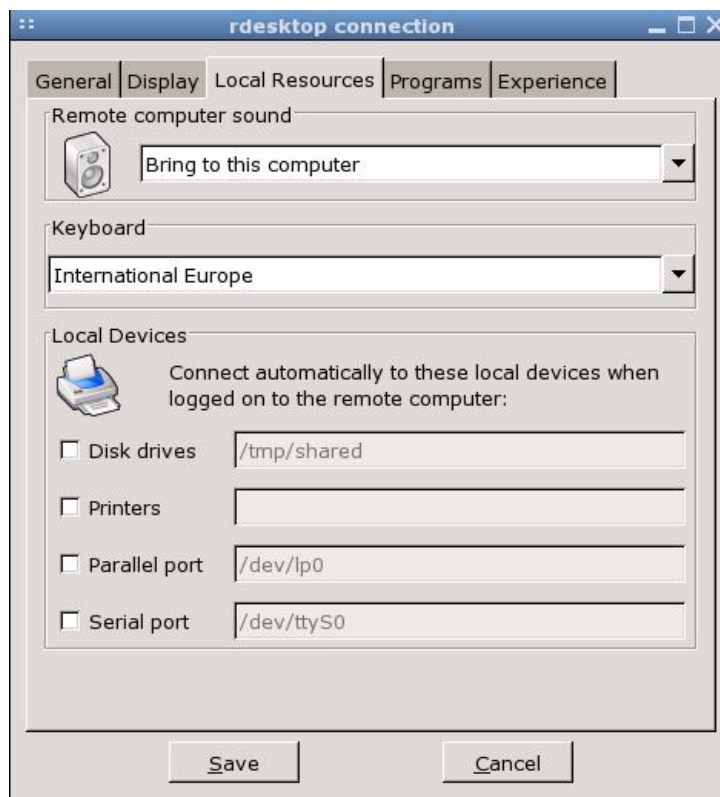 rdesktop connection
General Display Local Resources Programs Experience
Remote computer sound
Bring to this computer
Keyboard
International Europe
Local Devices
Connect automatically to these local devices when
logged on to the remote computer:
Disk drives /tmp/shared
Printers
Parallel port /dev/lp0
Serial port /dev/ttyS0
Save Cancel